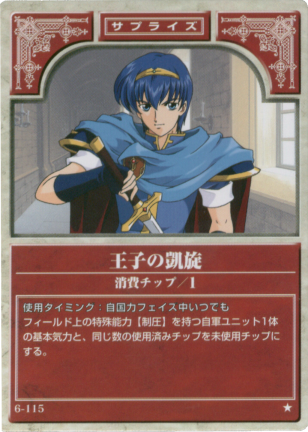 サプライズ
王子の凱旋
消費チップ/1
使用タイミング:自国力フェイス中いつでも
フィールド上の特殊能力【制圧】を持つ自軍ユニット1体
の基本気力と、同じ数の使用済みチップを未使用チップに
する。
6-115
★